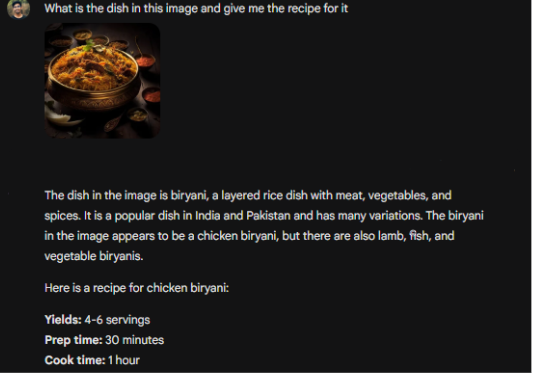 What is the dish in this image and give me the recipe for it
The dish in the image is biryani, a layered rice dish with meat, vegetables, and
spices. It is a popular dish in India and Pakistan and has many variations. The biryani
in the image appears to be a chicken biryani, but there are also lamb, fish, and
vegetable biryanis.
Here is a recipe for chicken biryani:
Yields: 4-6 servings
Prep time: 30 minutes
Cook time: 1 hour